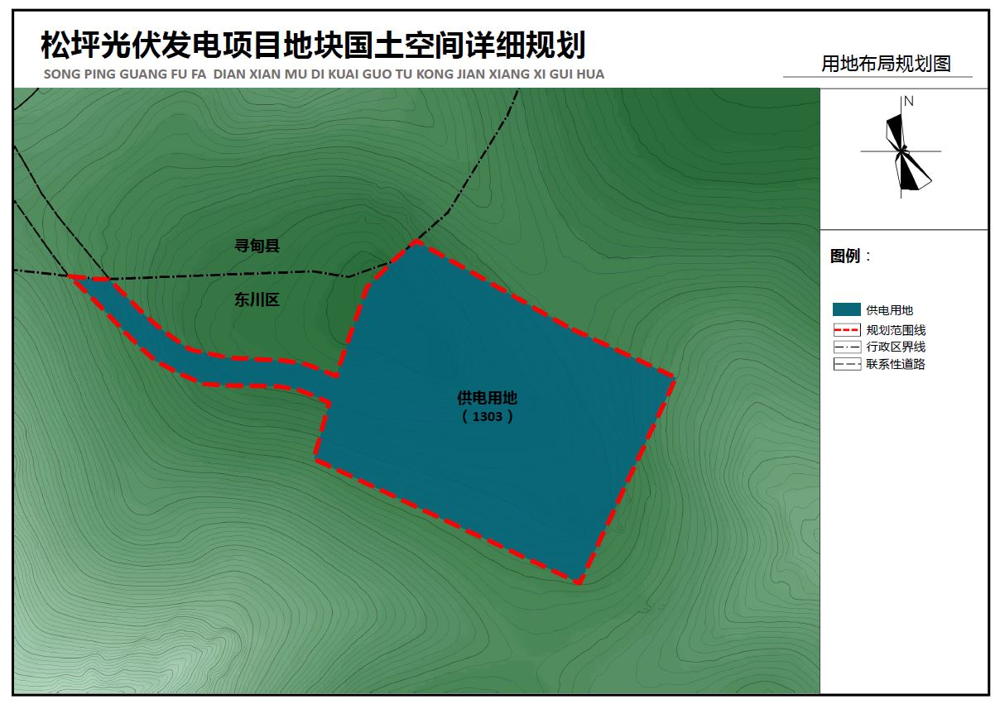 松坪光伏发电项目地块国土空间详细规划
SONG PING GUANG FU FA DIAN XIAN MU DI KUAI GUO TU KONG JIAN XIANG XI GUI HUA
用地布局规划图
N
寻甸县
东川区
供电用地
（1303）
图例：
供电用地
规划范围线
行政区界线
联系性道路